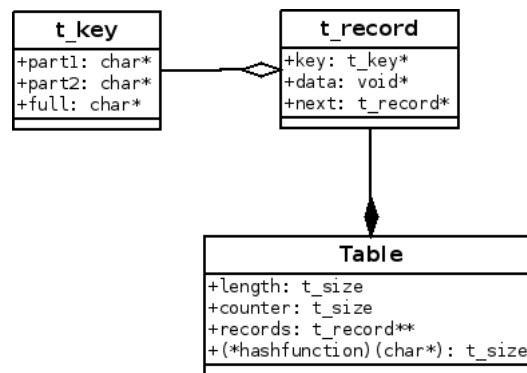 t_key
+part1: char*
+part2: char*
+full: char*
t_record
+key: t_key*
+data: void*
+next: t_record*
Table
+length: t_size
+counter: t_size
+records: t_record**
+(*hashfunction)(char*): t_size